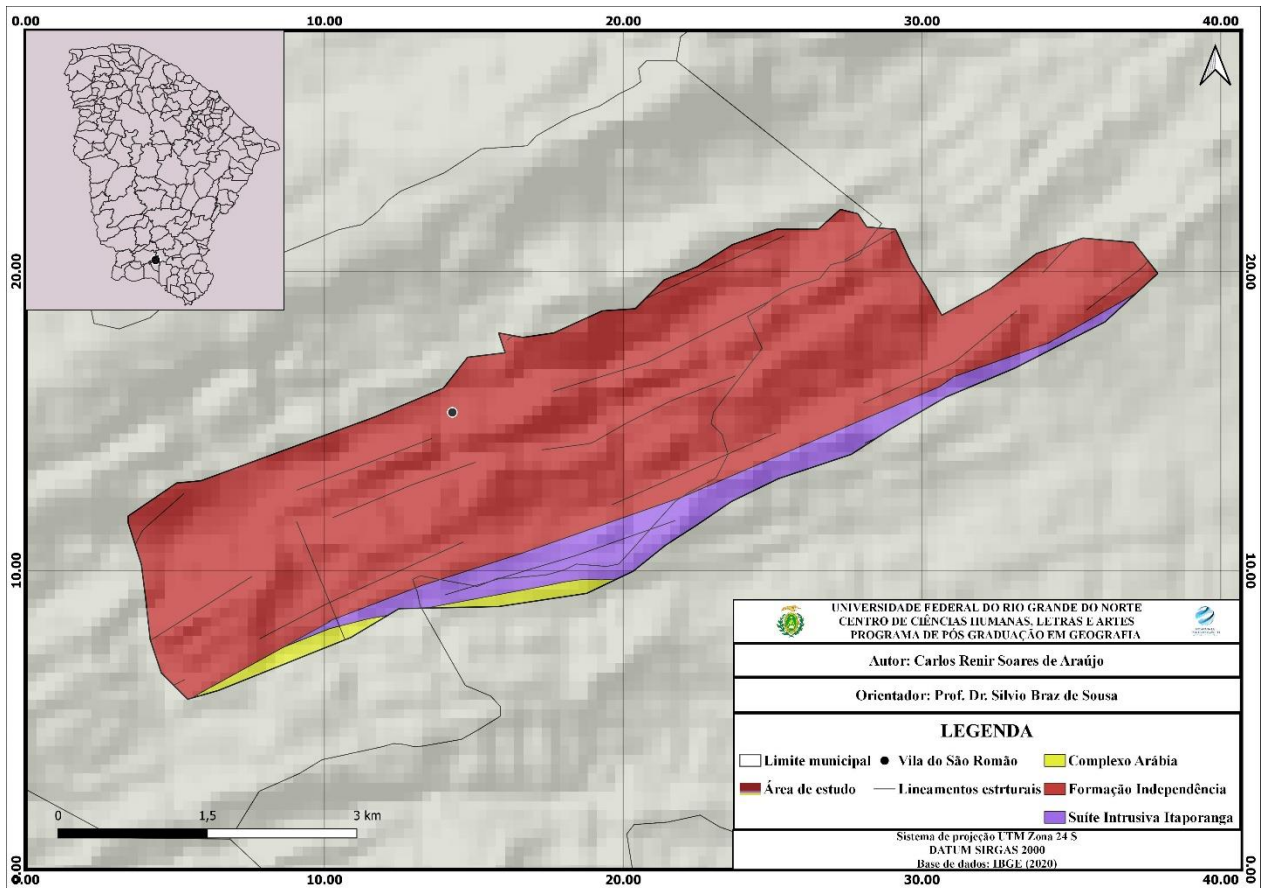 0.00 10.00 20.00 30.00 40.00
20.00 20.00
10.00 10.00
0.00 0.00
0 1,5 3 km
UNIVERSIDADE FEDERAL DO RIO GRANDE DO NORTE
CENTRO DE CIÊNCIAS HUMANAS, LETRAS E ARTES
PROGRAMA DE PÓS GRADUAÇÃO EM GEOGRAFIA
Autor: Carlos Renir Soares de Araújo
Orientador: Prof. Dr. Silvio Braz de Sousa
LEGENDA
Limite municipal Vila do São Romão Complexo Arábia
Área de estudo Lineamentos estrturais Formação Independência
Suíte Intrusiva Itaporanga
Sistema de projeção UTM Zona 24 S
DATUM SIRGAS 2000
Base de dados: IBGE (2020)
0.00 10.00 20.00 30.00 40.00